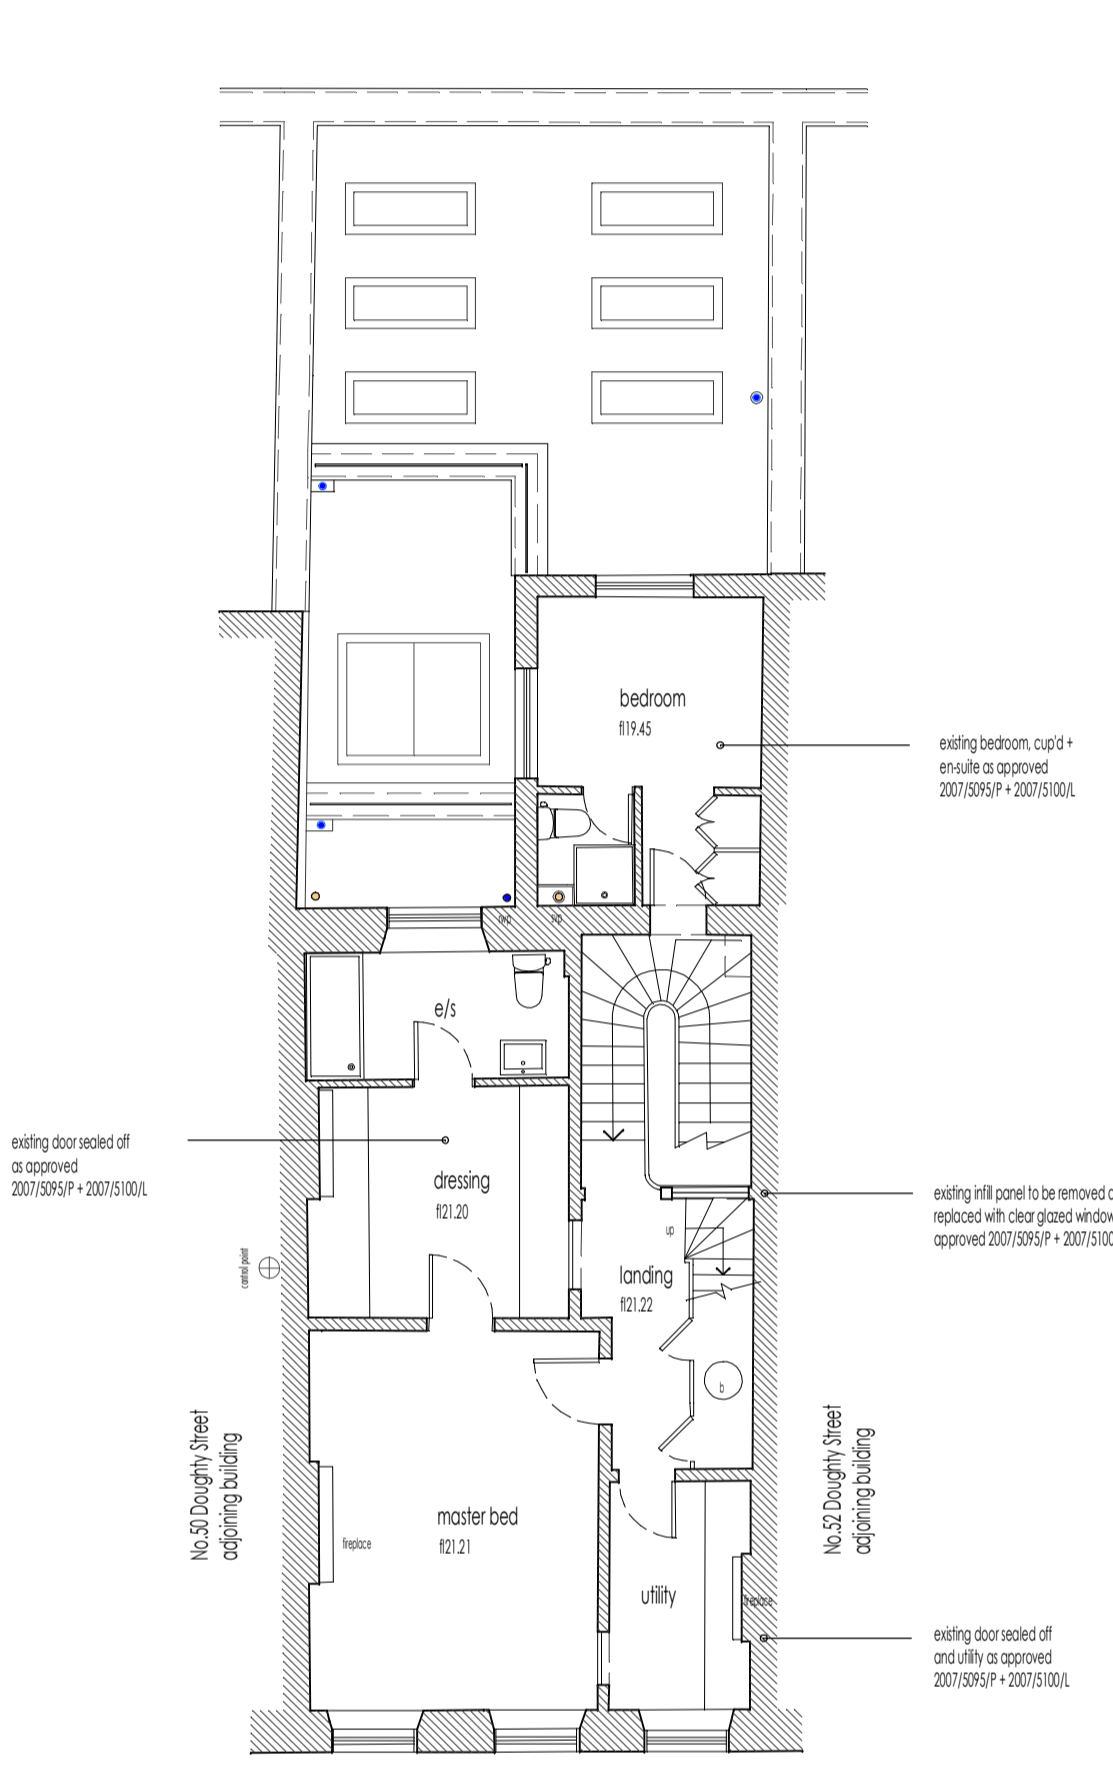 bedroom
fl19.45
existing bedroom, cup'd +
en-suite as approved
2007/5095/P + 2007/5100/L
rwp
svp
e/s
existing door sealed off
as approved
2007/5095/P + 2007/5100/L
dressing
fl21.20
existing infill panel to be removed
replaced with clear glazed window
approved 2007/5095/P + 2007/5100
up
control point
landing
fl21.22
b
No.50 Doughty Street
adjoining building
No.52 Doughty Street
adjoining building
master bed
fl21.21
fireplace
utility
fireplace
existing door sealed off
and utility as approved
2007/5095/P + 2007/5100/L